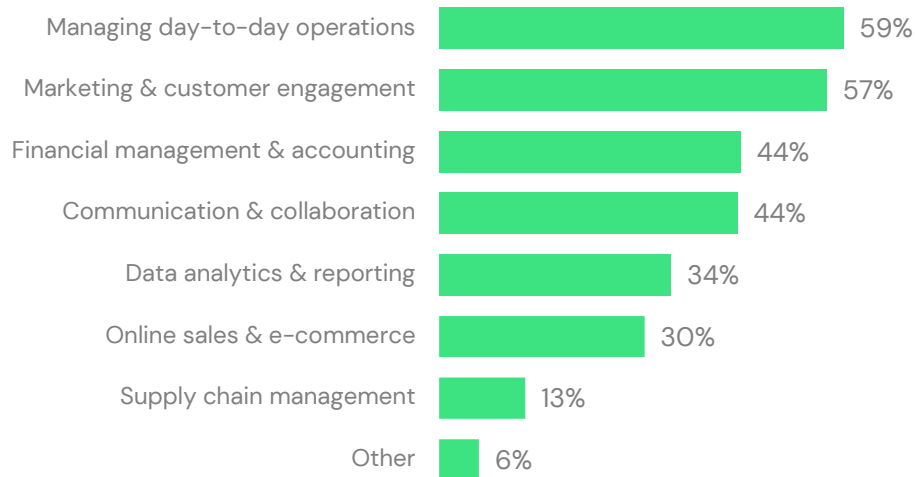 Managing day-to-day operations 59%
Marketing & customer engagement 57%
Financial management & accounting 44%
Communication & collaboration 44%
Data analytics & reporting 34%
Online sales & e-commerce 30%
Supply chain management 13%
Other 6%